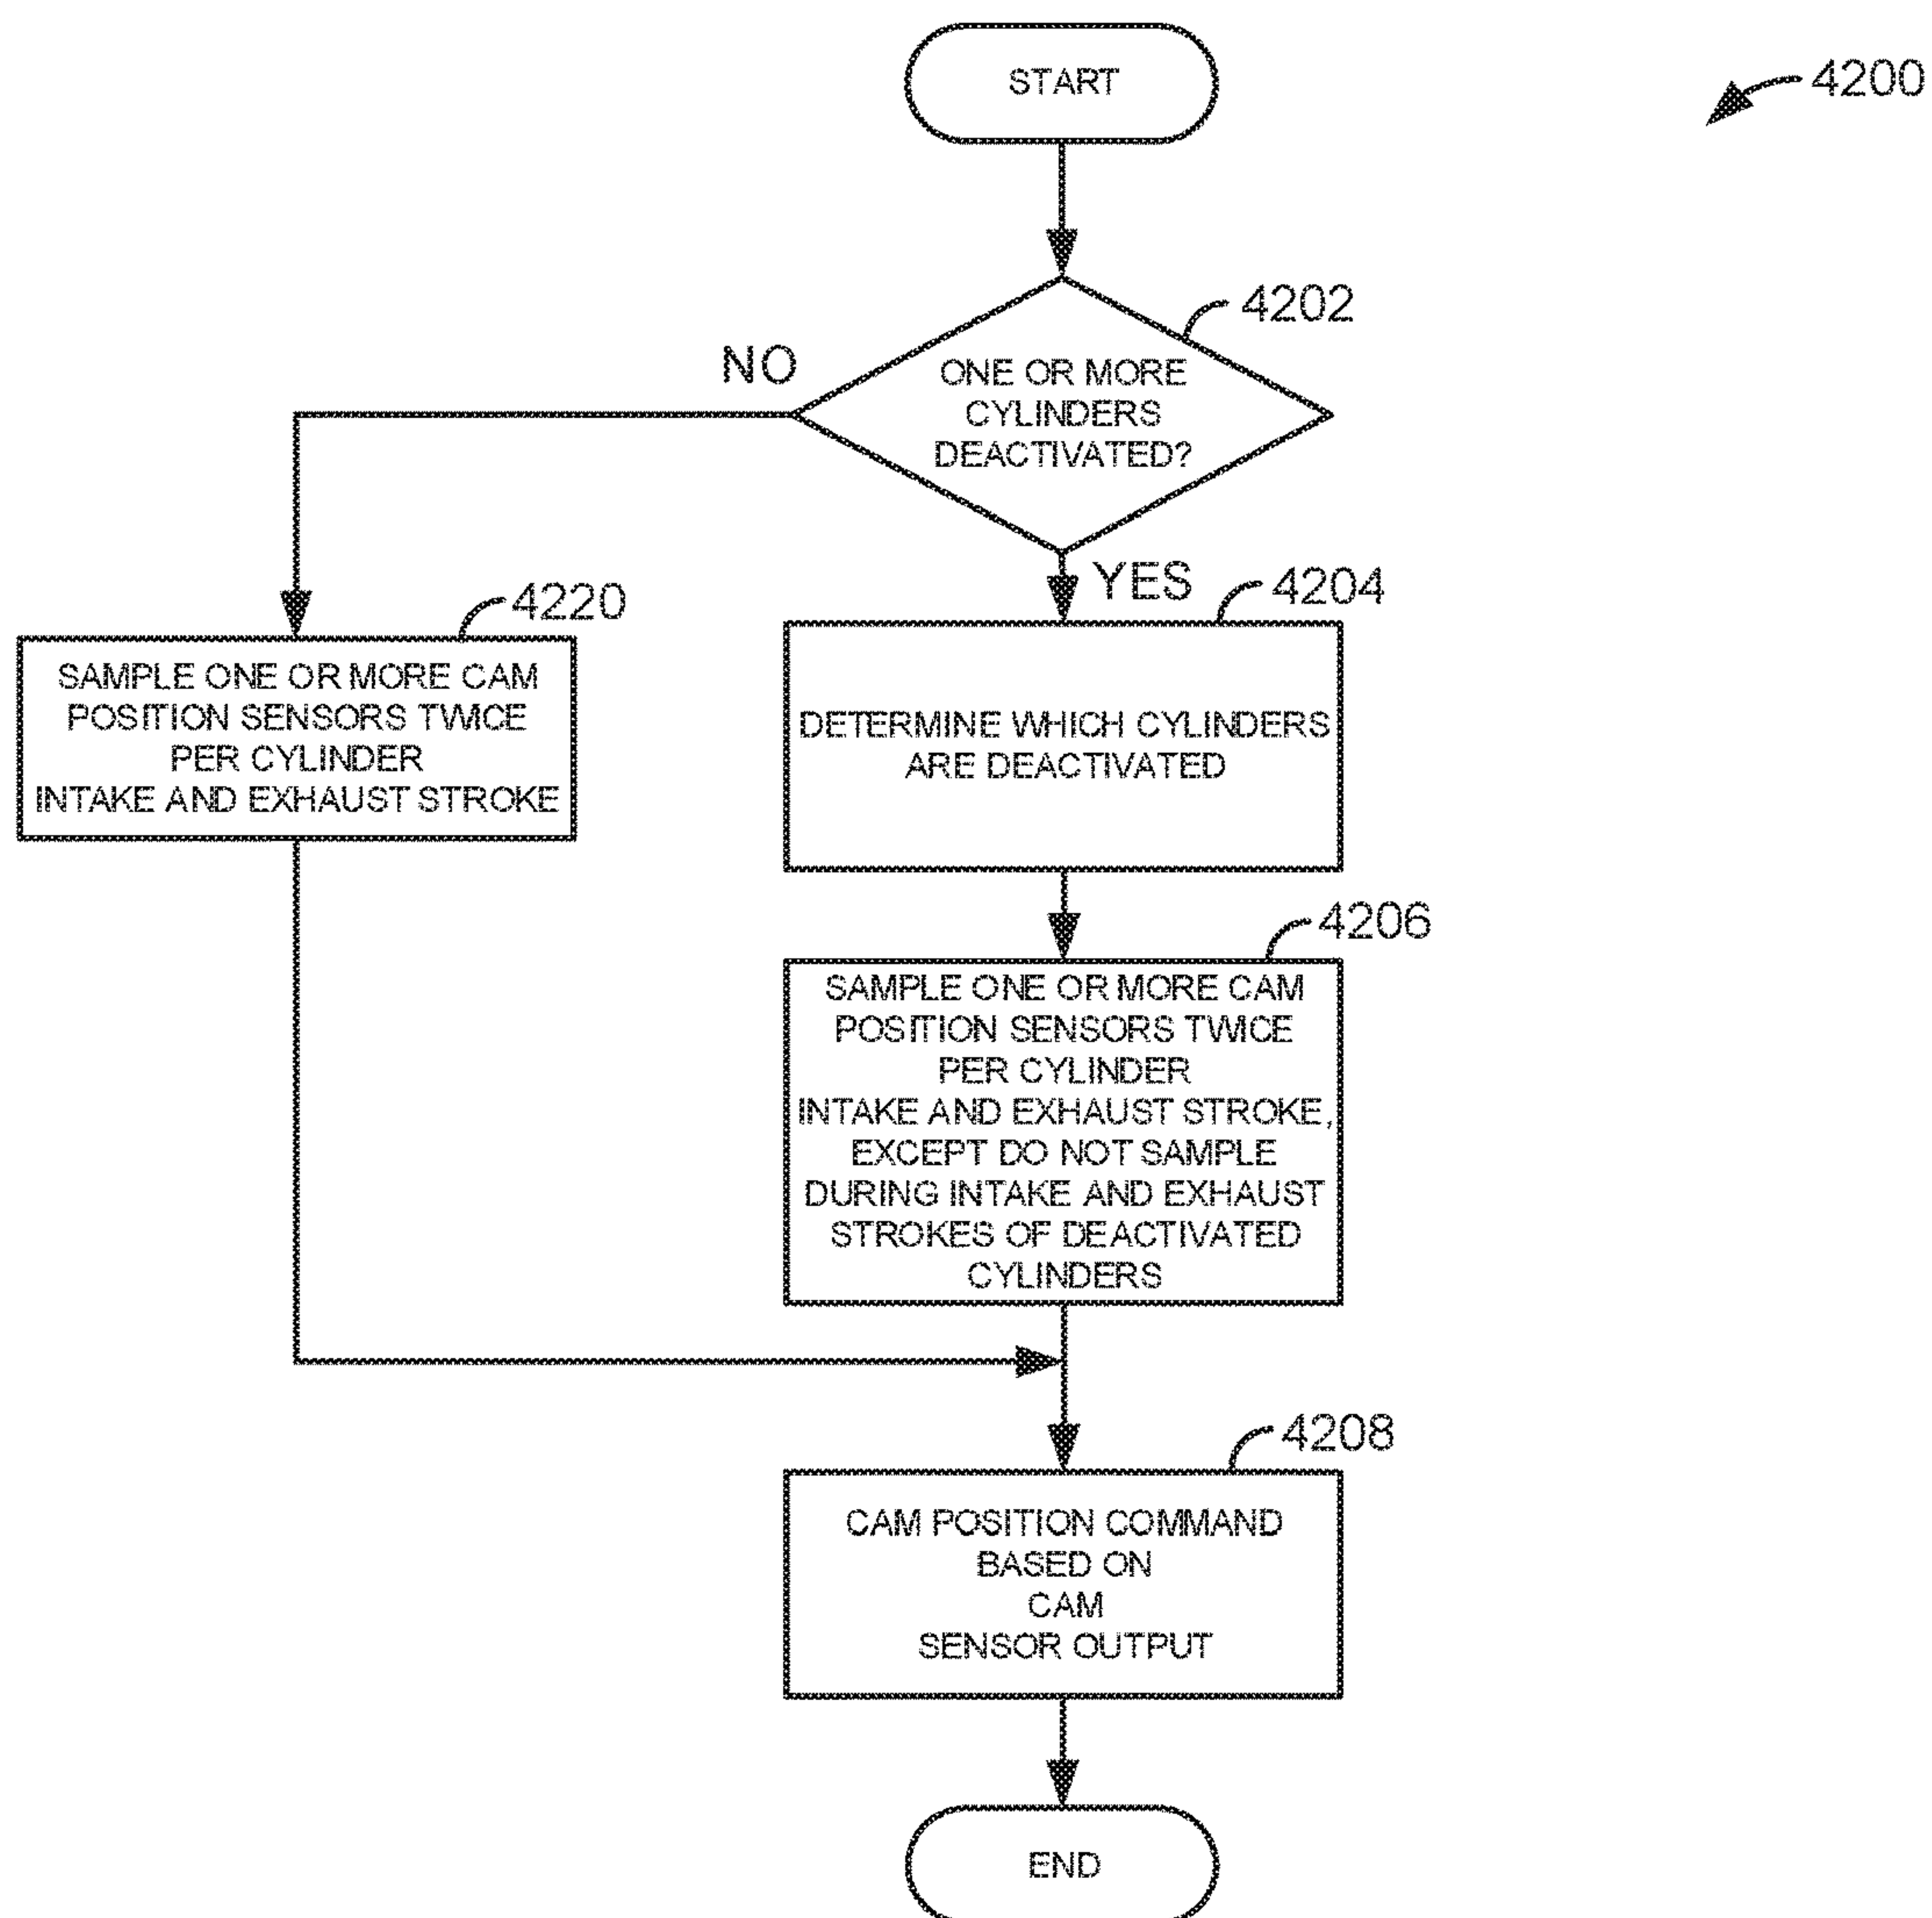 START
4200
4202
NO
ONE OR MORE
CYLINDERS
DEACTIVATED?
YES
4220
SAMPLE ONE OR MORE CAM
POSITION SENSORS TWICE
PER CYLINDER
INTAKE AND EXHAUST STROKE
4204
DETERMINE WHICH CYLINDERS
ARE DEACTIVATED
4206
SAMPLE ONE OR MORE CAM
POSITION SENSORS TWICE
PER CYLINDER
INTAKE AND EXHAUST STROKE,
EXCEPT DO NOT SAMPLE
DURING INTAKE AND EXHAUST
STROKES OF DEACTIVATED
CYLINDERS
4208
CAM POSITION COMMAND
BASED ON
CAM
SENSOR OUTPUT
END